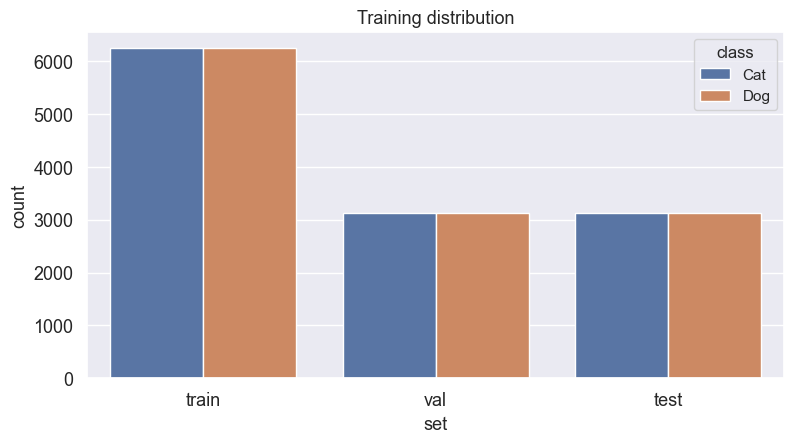 Training distribution
class
Cat
Dog
count
6000
5000
4000
3000
2000
1000
0
train
val
test
set